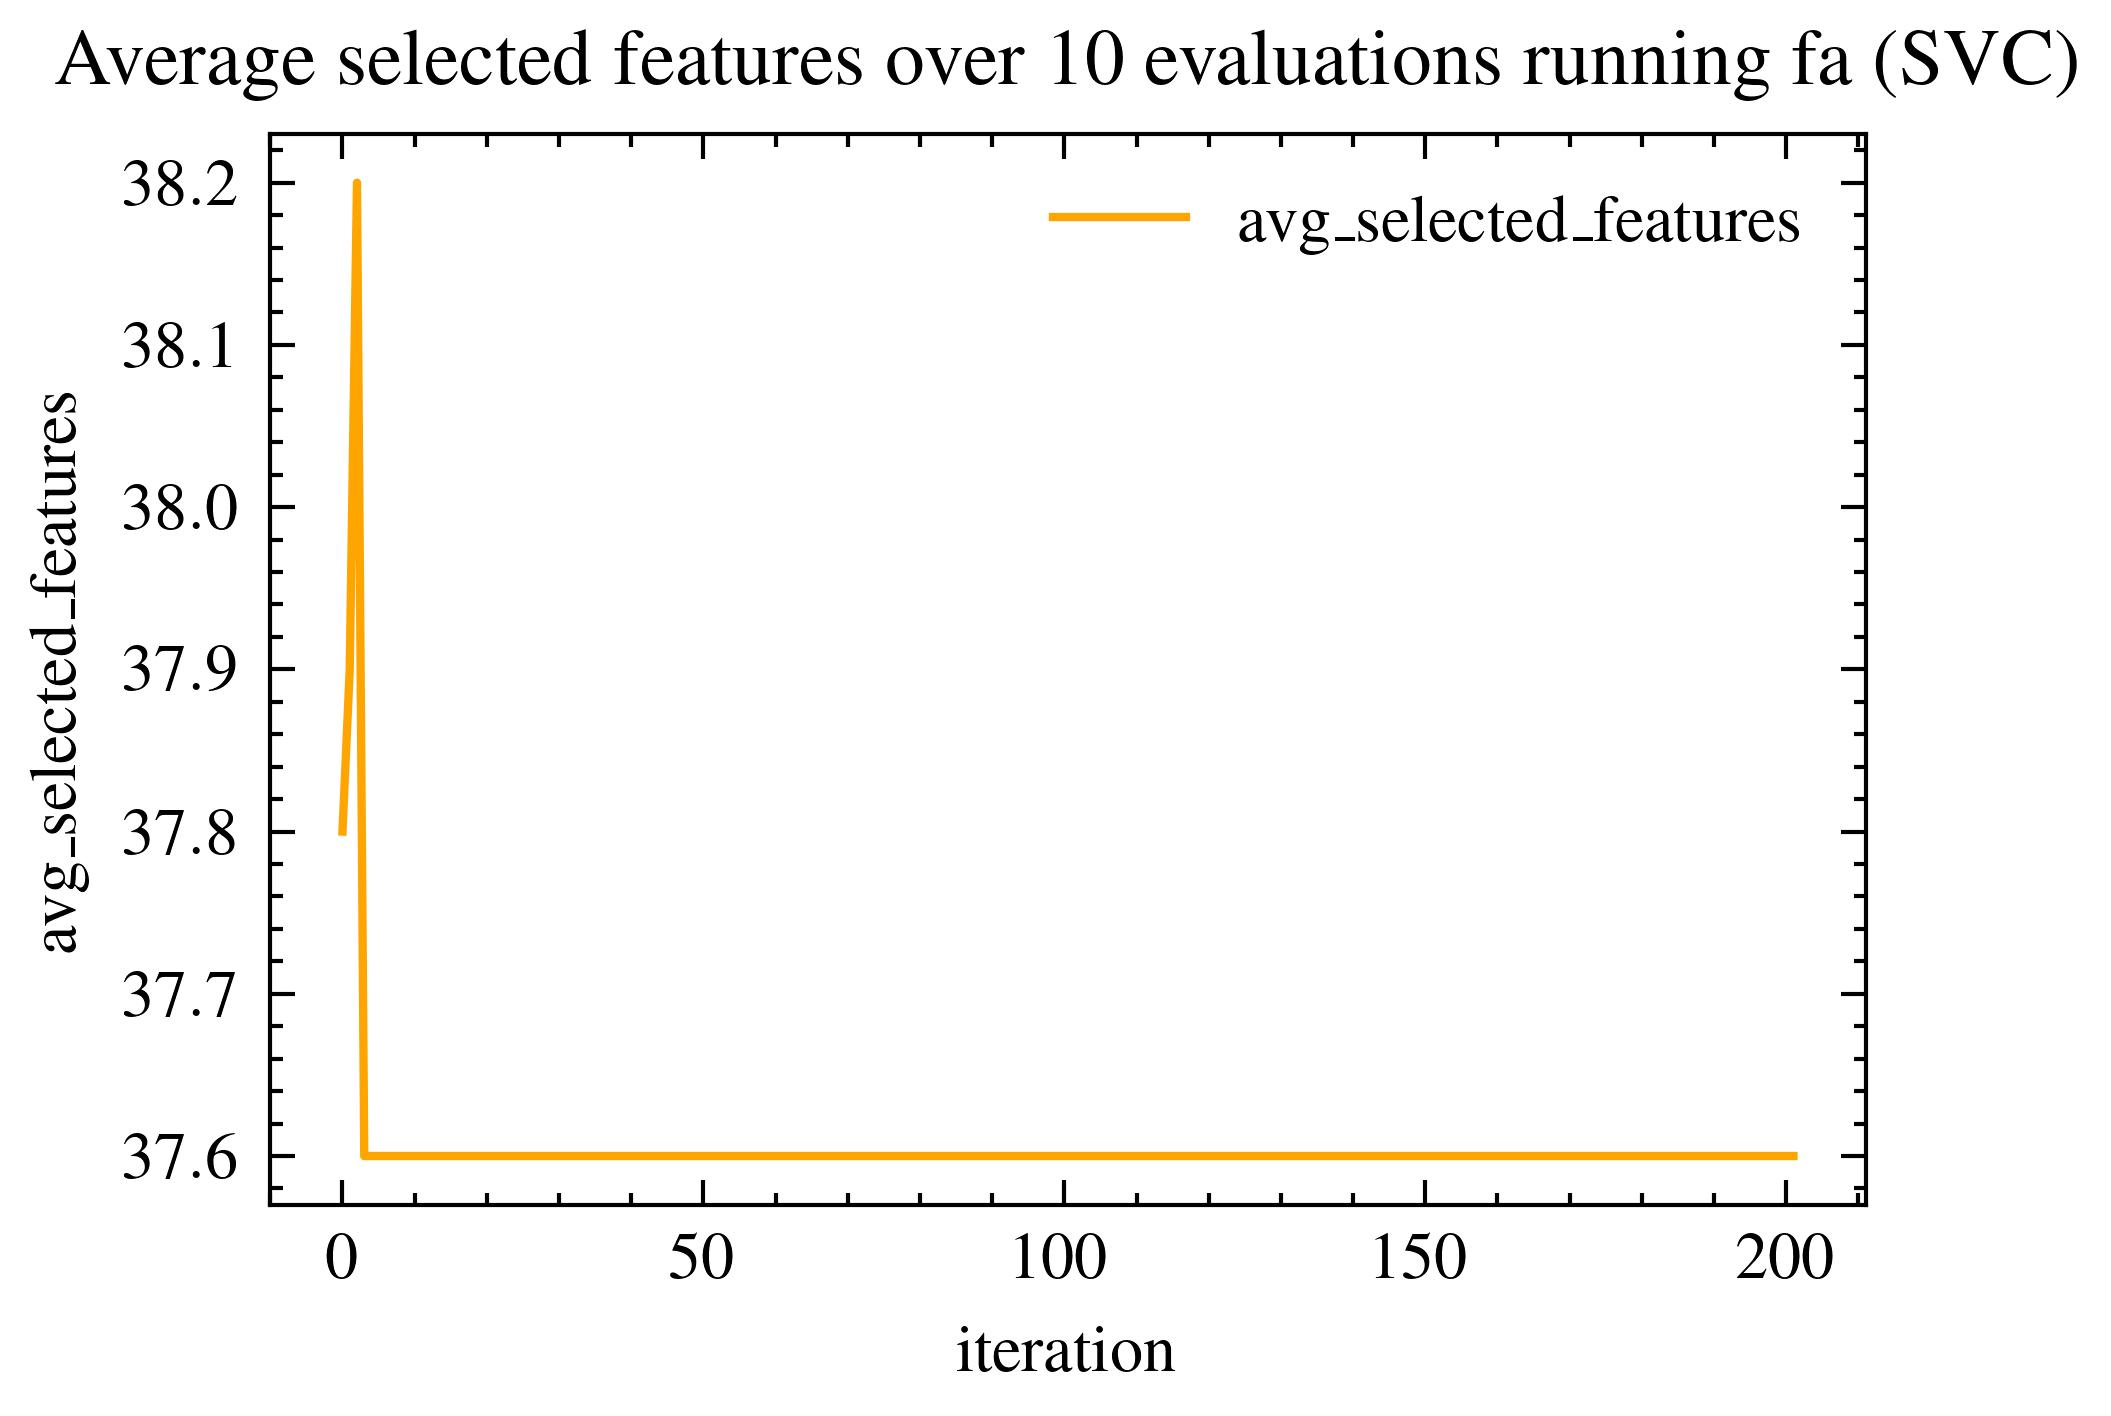 Average selected features over 10 evaluations running fa (SVC)
avg_selected_features
38.2
38.1
38.0
37.9
37.8
37.7
37.6
avg_selected_features
0 50 100 150 200
iteration